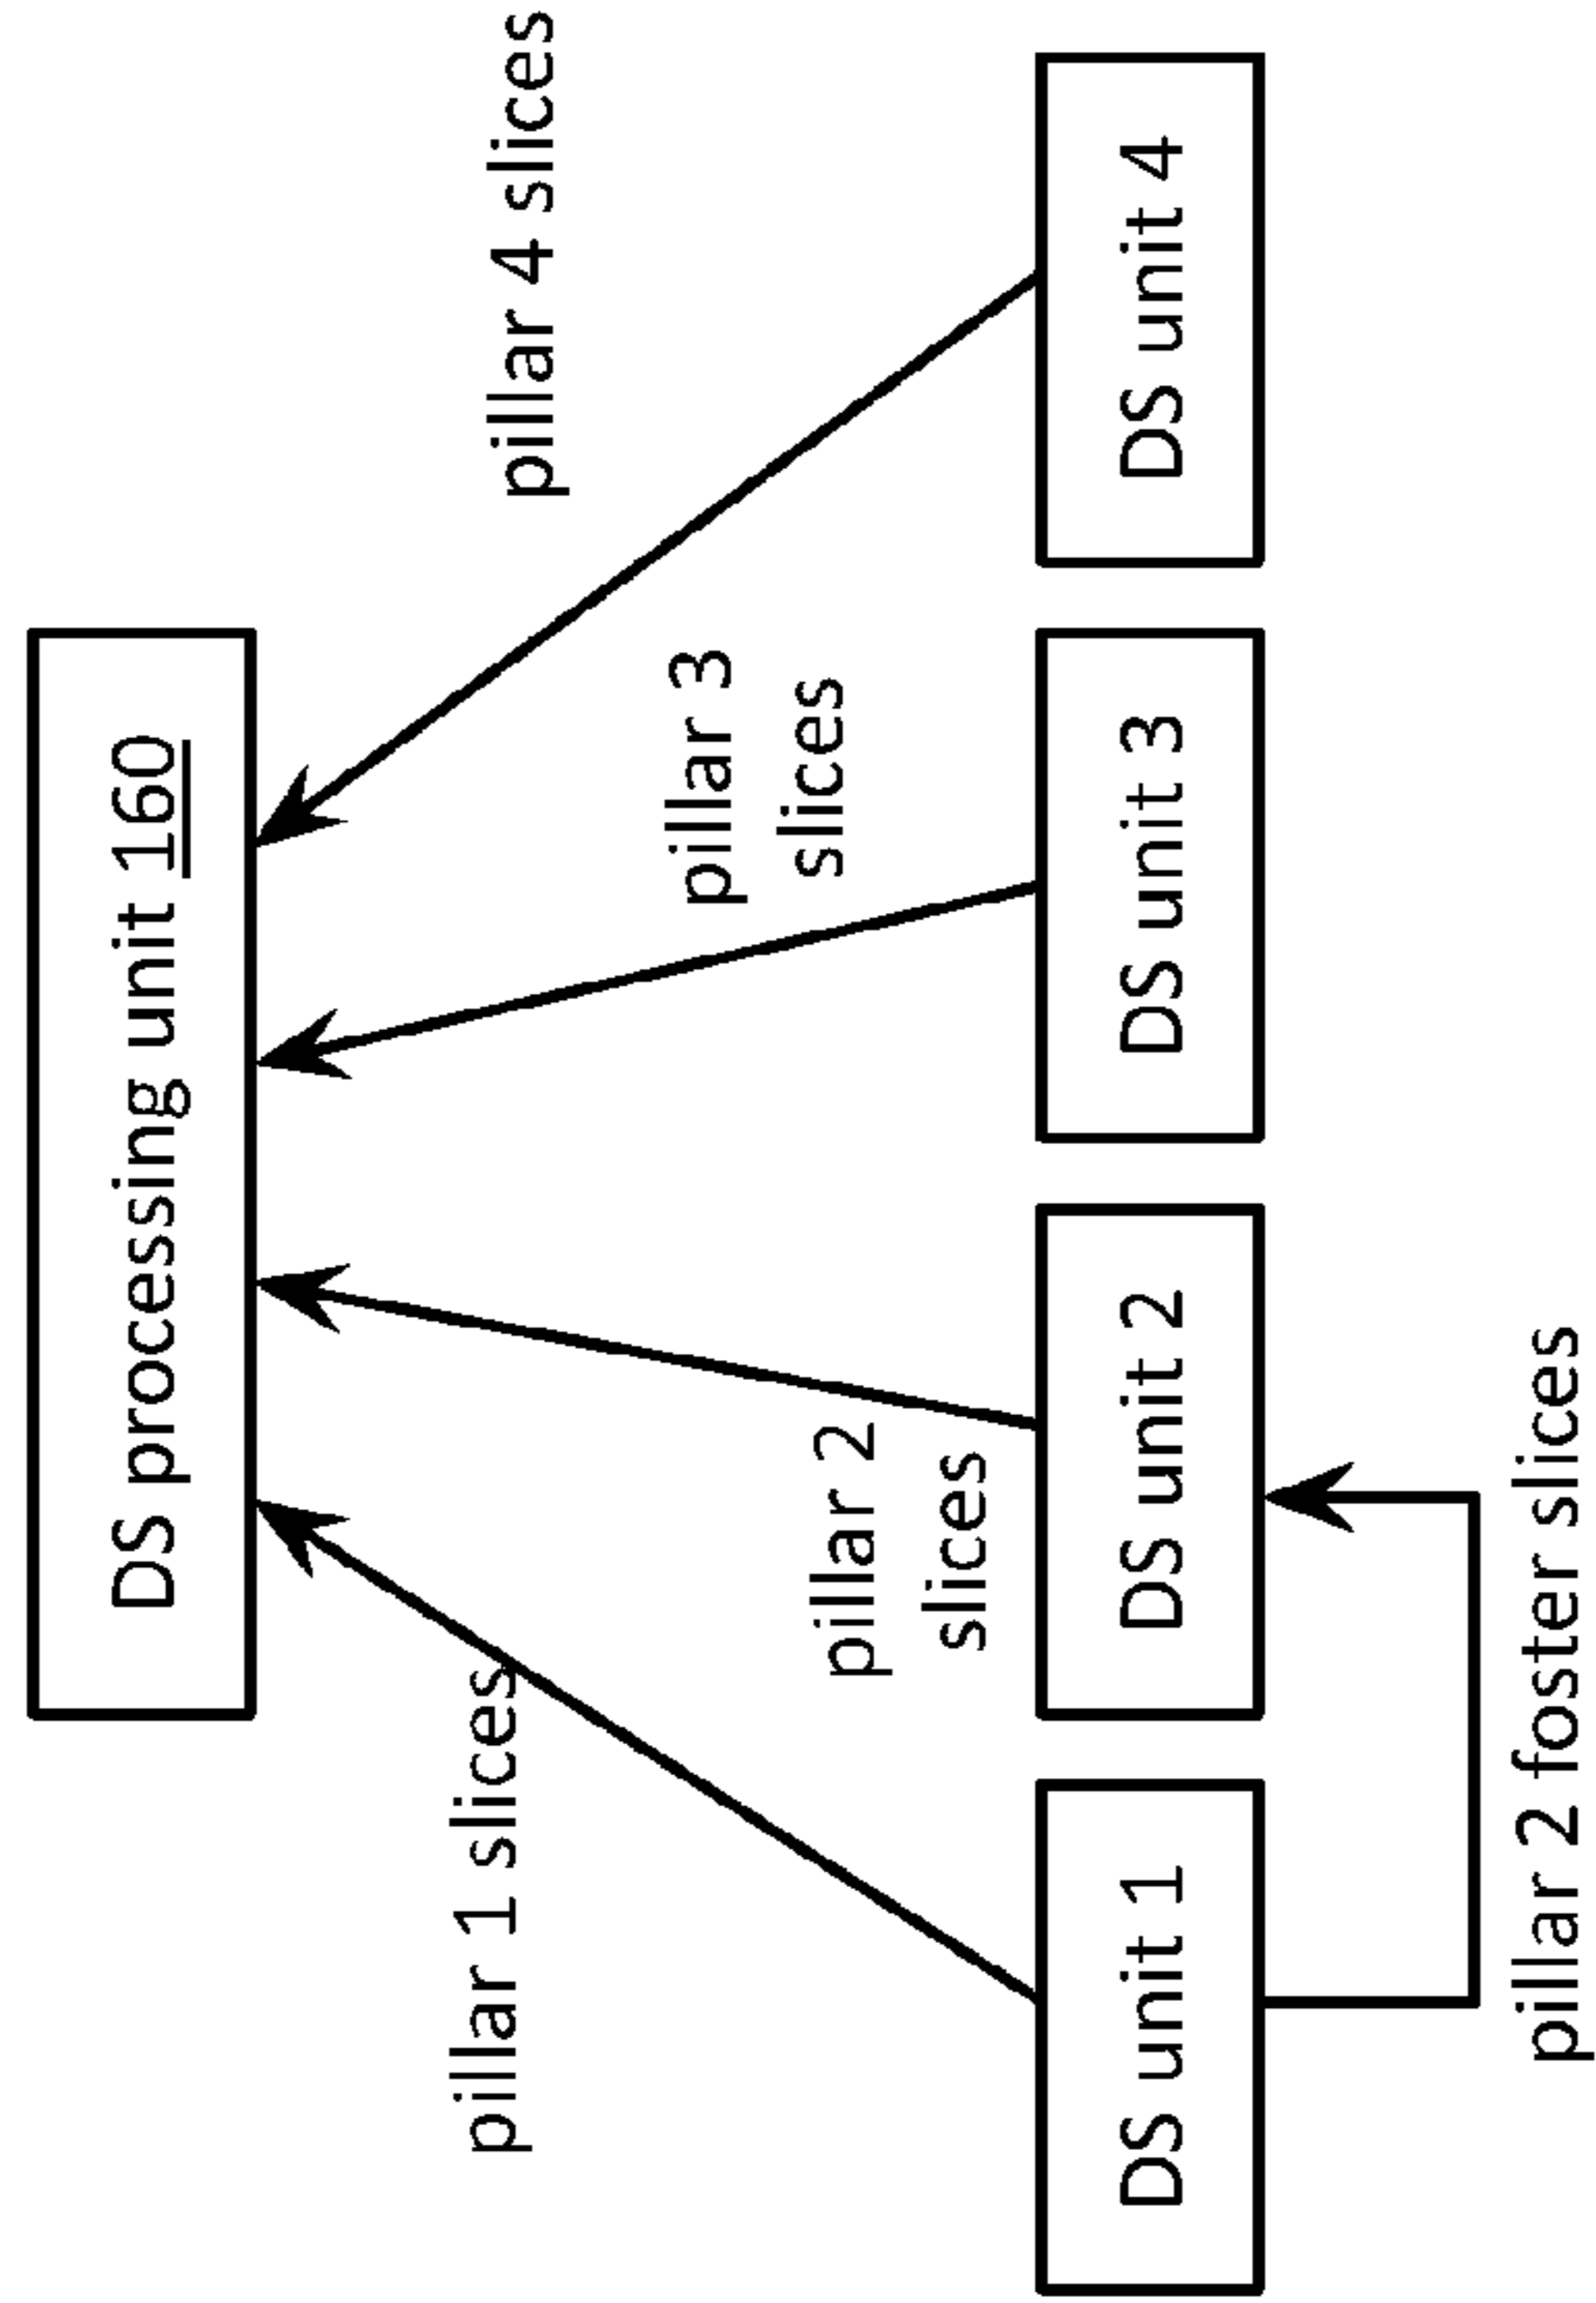 DS processing unit 160
pillar 1 slices
pillar 2
slices
pillar 3
slices
pillar 4 slices
DS unit 1
DS unit 2
DS unit 3
DS unit 4
pillar 2 foster slices